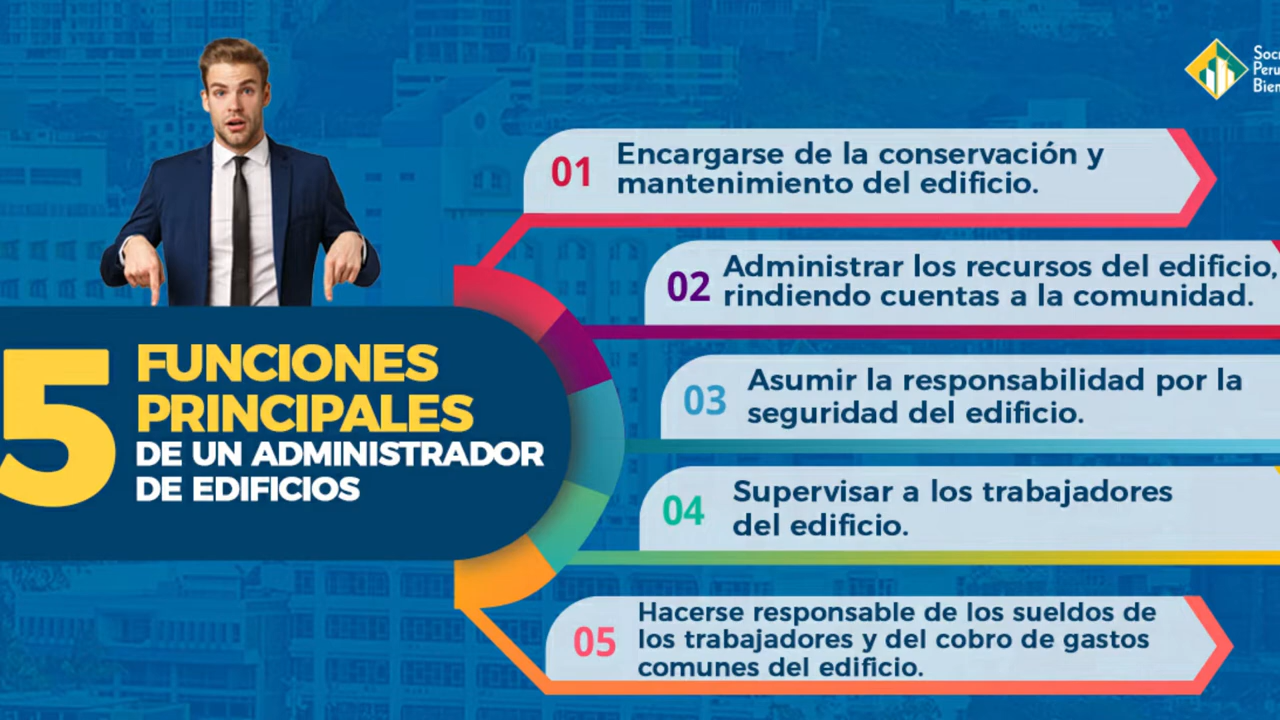 5
FUNCIONES
PRINCIPALES
DE UN ADMINISTRADOR
DE EDIFICIOS
01
Encargarse de la conservación y
mantenimiento del edificio.
02
Administrar los recursos del edificio,
rindiendo cuentas a la comunidad.
03
Asumir la responsabilidad por la
seguridad del edificio.
04
Supervisar a los trabajadores
del edificio.
05
Hacerse responsable de los sueldos de
los trabajadores y del cobro de gastos
comunes del edificio.